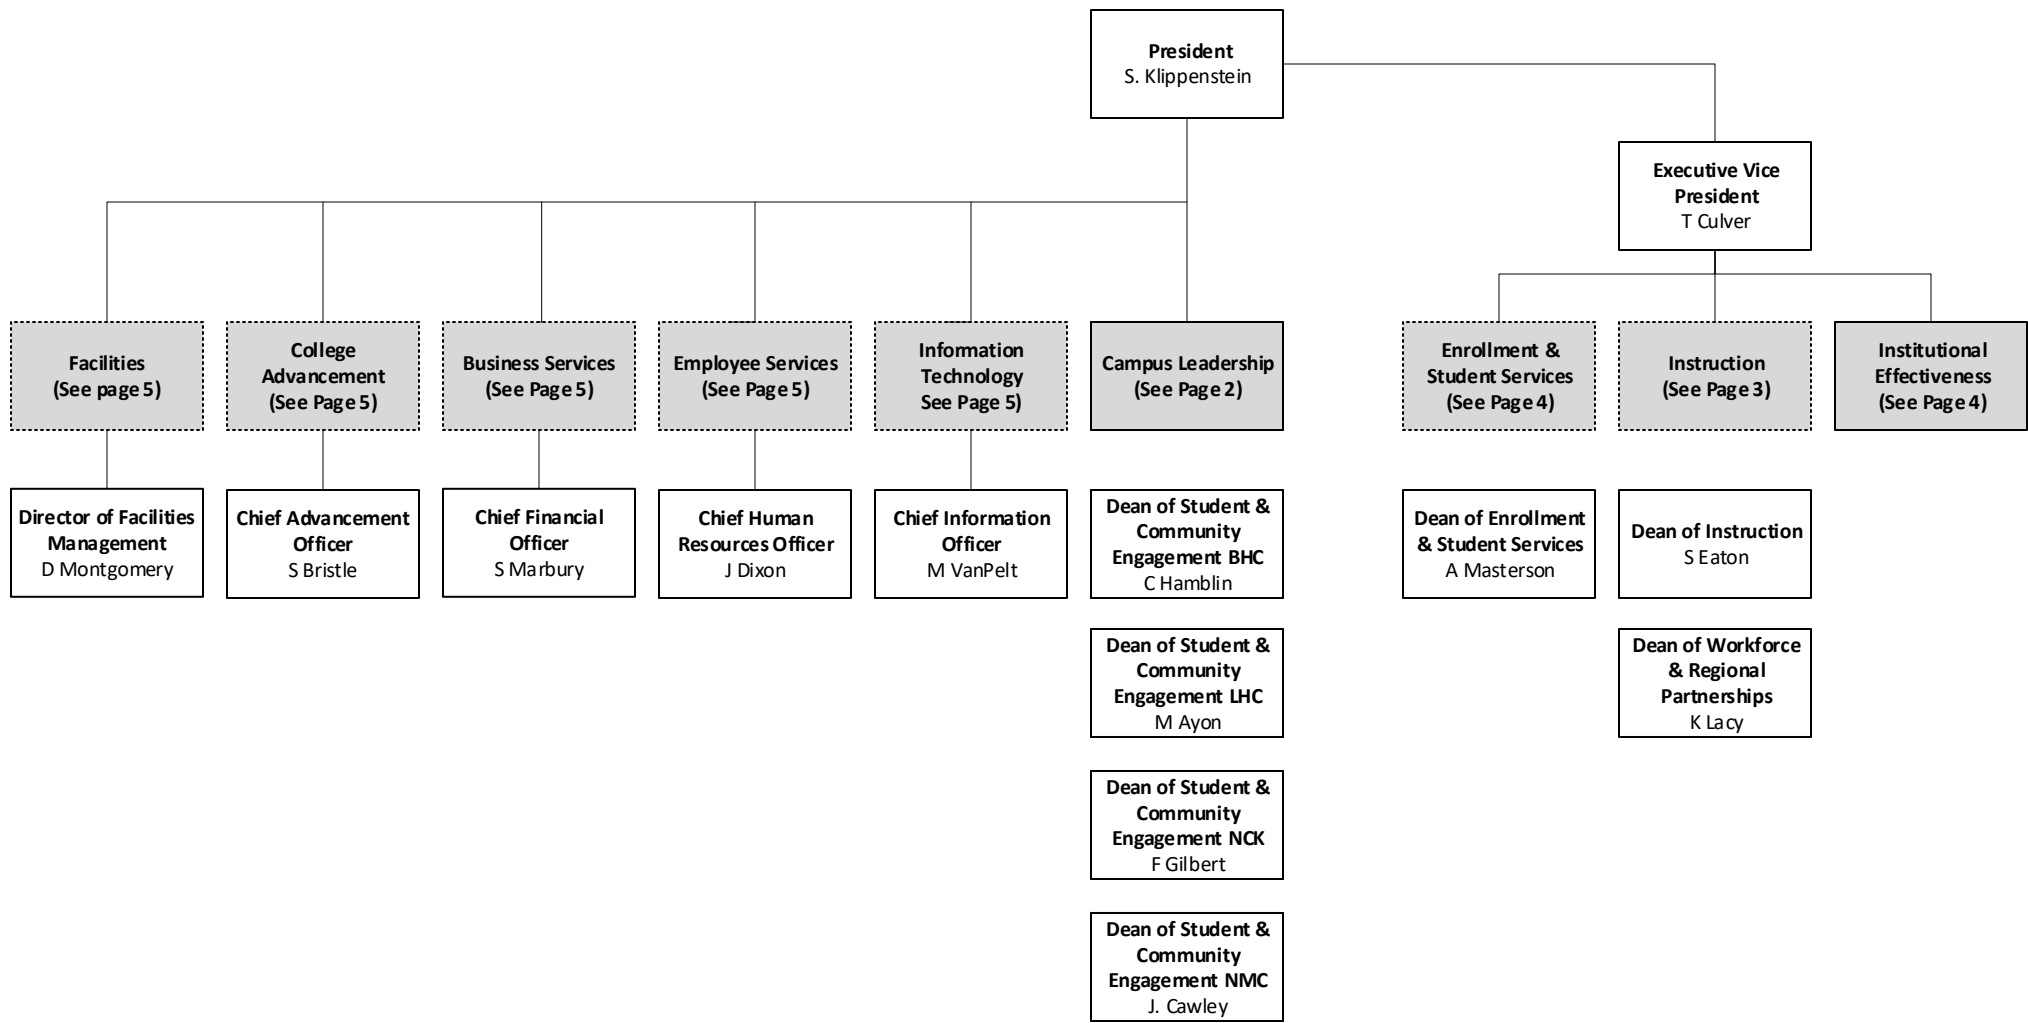 President
S. Klippenstein
Executive Vice
President
T Culver
Facilities
(See page 5)
College
Advancement
(See Page 5)
Business Services
(See Page 5)
Employee Services
(See Page 5)
Information
Technology
See Page 5)
Campus Leadership
(See Page 2)
Enrollment &
Student Services
(See Page 4)
Instruction
(See Page 3)
Institutional
Effectiveness
(See Page 4)
Director of Facilities
Management
D Montgomery
Chief Advancement
Officer
S Bristle
Chief Financial
Officer
S Marbury
Chief Human
Resources Officer
J Dixon
Chief Information
Officer
M VanPelt
Dean of Student &
Community
Engagement BHC
C Hamblin
Dean of Enrollment
& Student Services
A Masterson
Dean of Instruction
S Eaton
Dean of Student &
Community
Engagement LHC
M Ayon
Dean of Workforce
& Regional
Partnerships
K Lacy
Dean of Student &
Community
Engagement NCK
F Gilbert
Dean of Student &
Community
Engagement NMC
J. Cawley